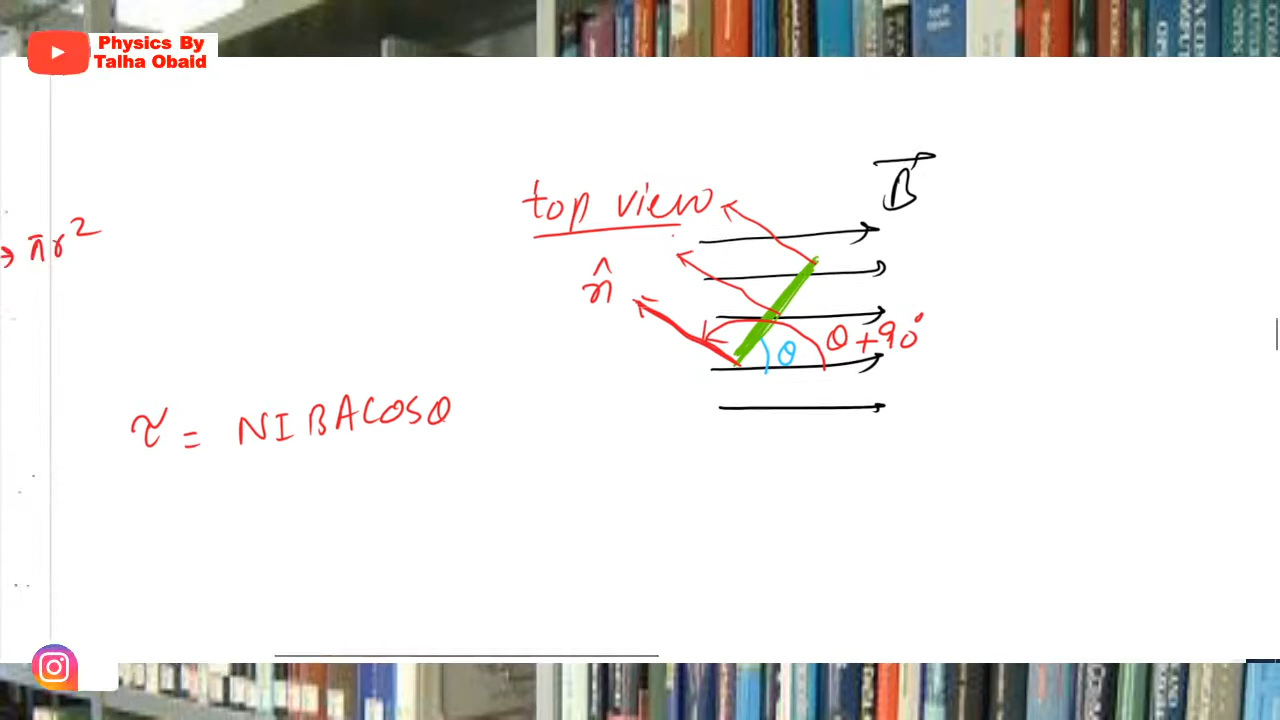 Physics By
Talha Obaid
B
top view
→ πr²
n̂
θ
θ+90°
τ = NIBACOSθ